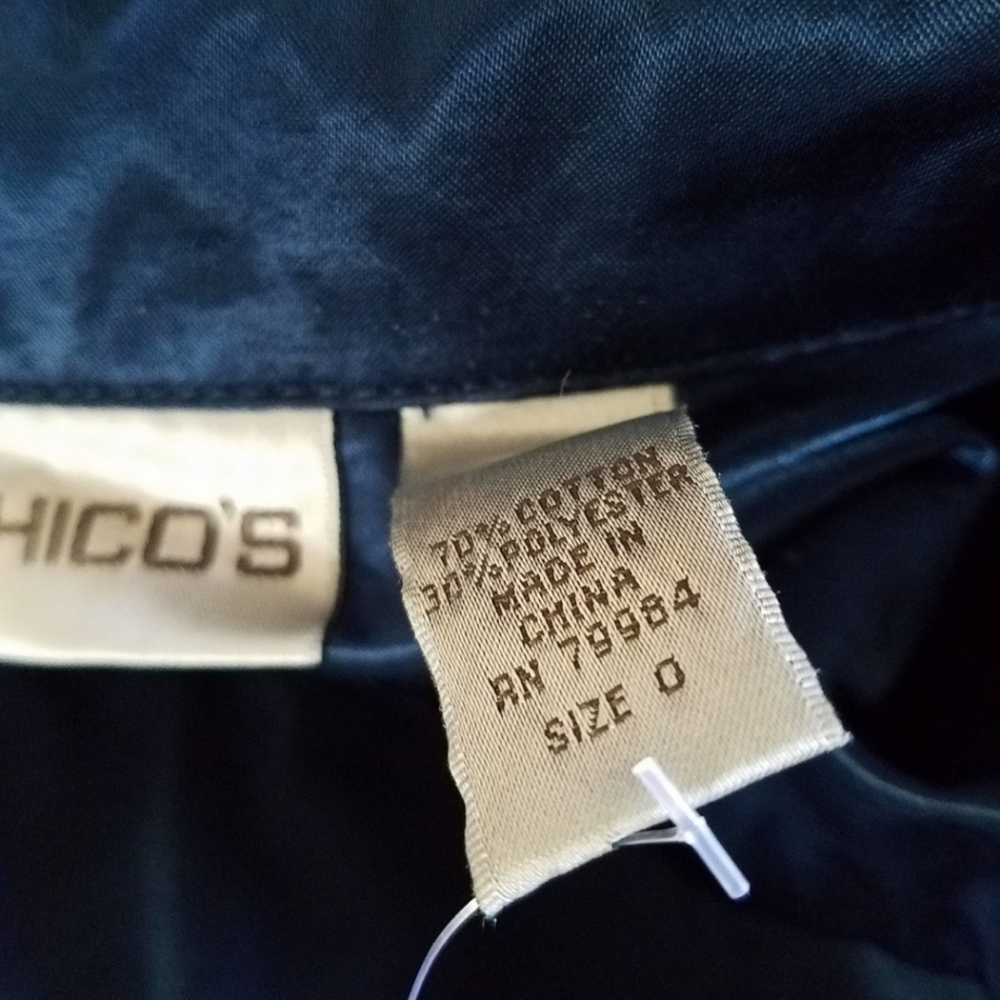 HICO'S
70% COTTON
30% POLYESTER
MADE IN
CHINA
RN 79984
SIZE 0